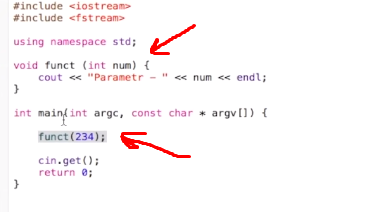 #include <iostream>
#include <fstream>
using namespace std;
void funct (int num) {
cout << "Parametr - " << num << endl;
}
int main(int argc, const char * argv[]) {
funct(234);
cin.get();
return 0;
}